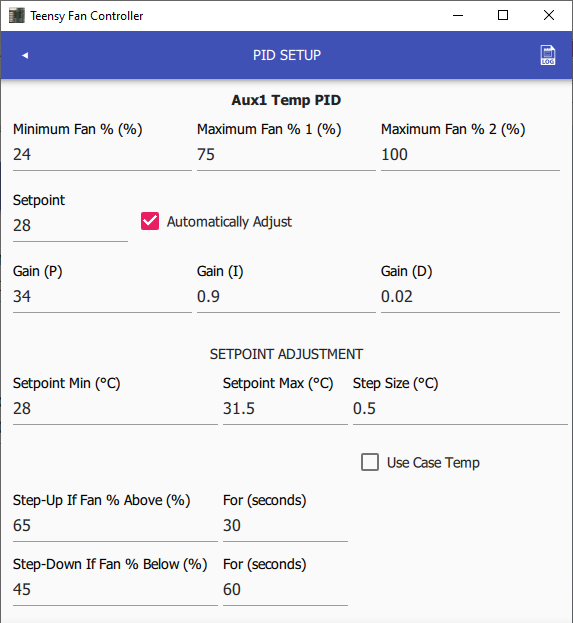 Teensy Fan Controller
PID SETUP
LOG
Aux1 Temp PID
Minimum Fan % (%) Maximum Fan % 1 (%) Maximum Fan % 2 (%)
24 75 100
Setpoint
28 Automatically Adjust
Gain (P) Gain (I) Gain (D)
34 0.9 0.02
SETPOINT ADJUSTMENT
Setpoint Min (°C) Setpoint Max (°C) Step Size (°C)
28 31.5 0.5
Use Case Temp
Step-Up If Fan % Above (%) For (seconds)
65 30
Step-Down If Fan % Below (%) For (seconds)
45 60